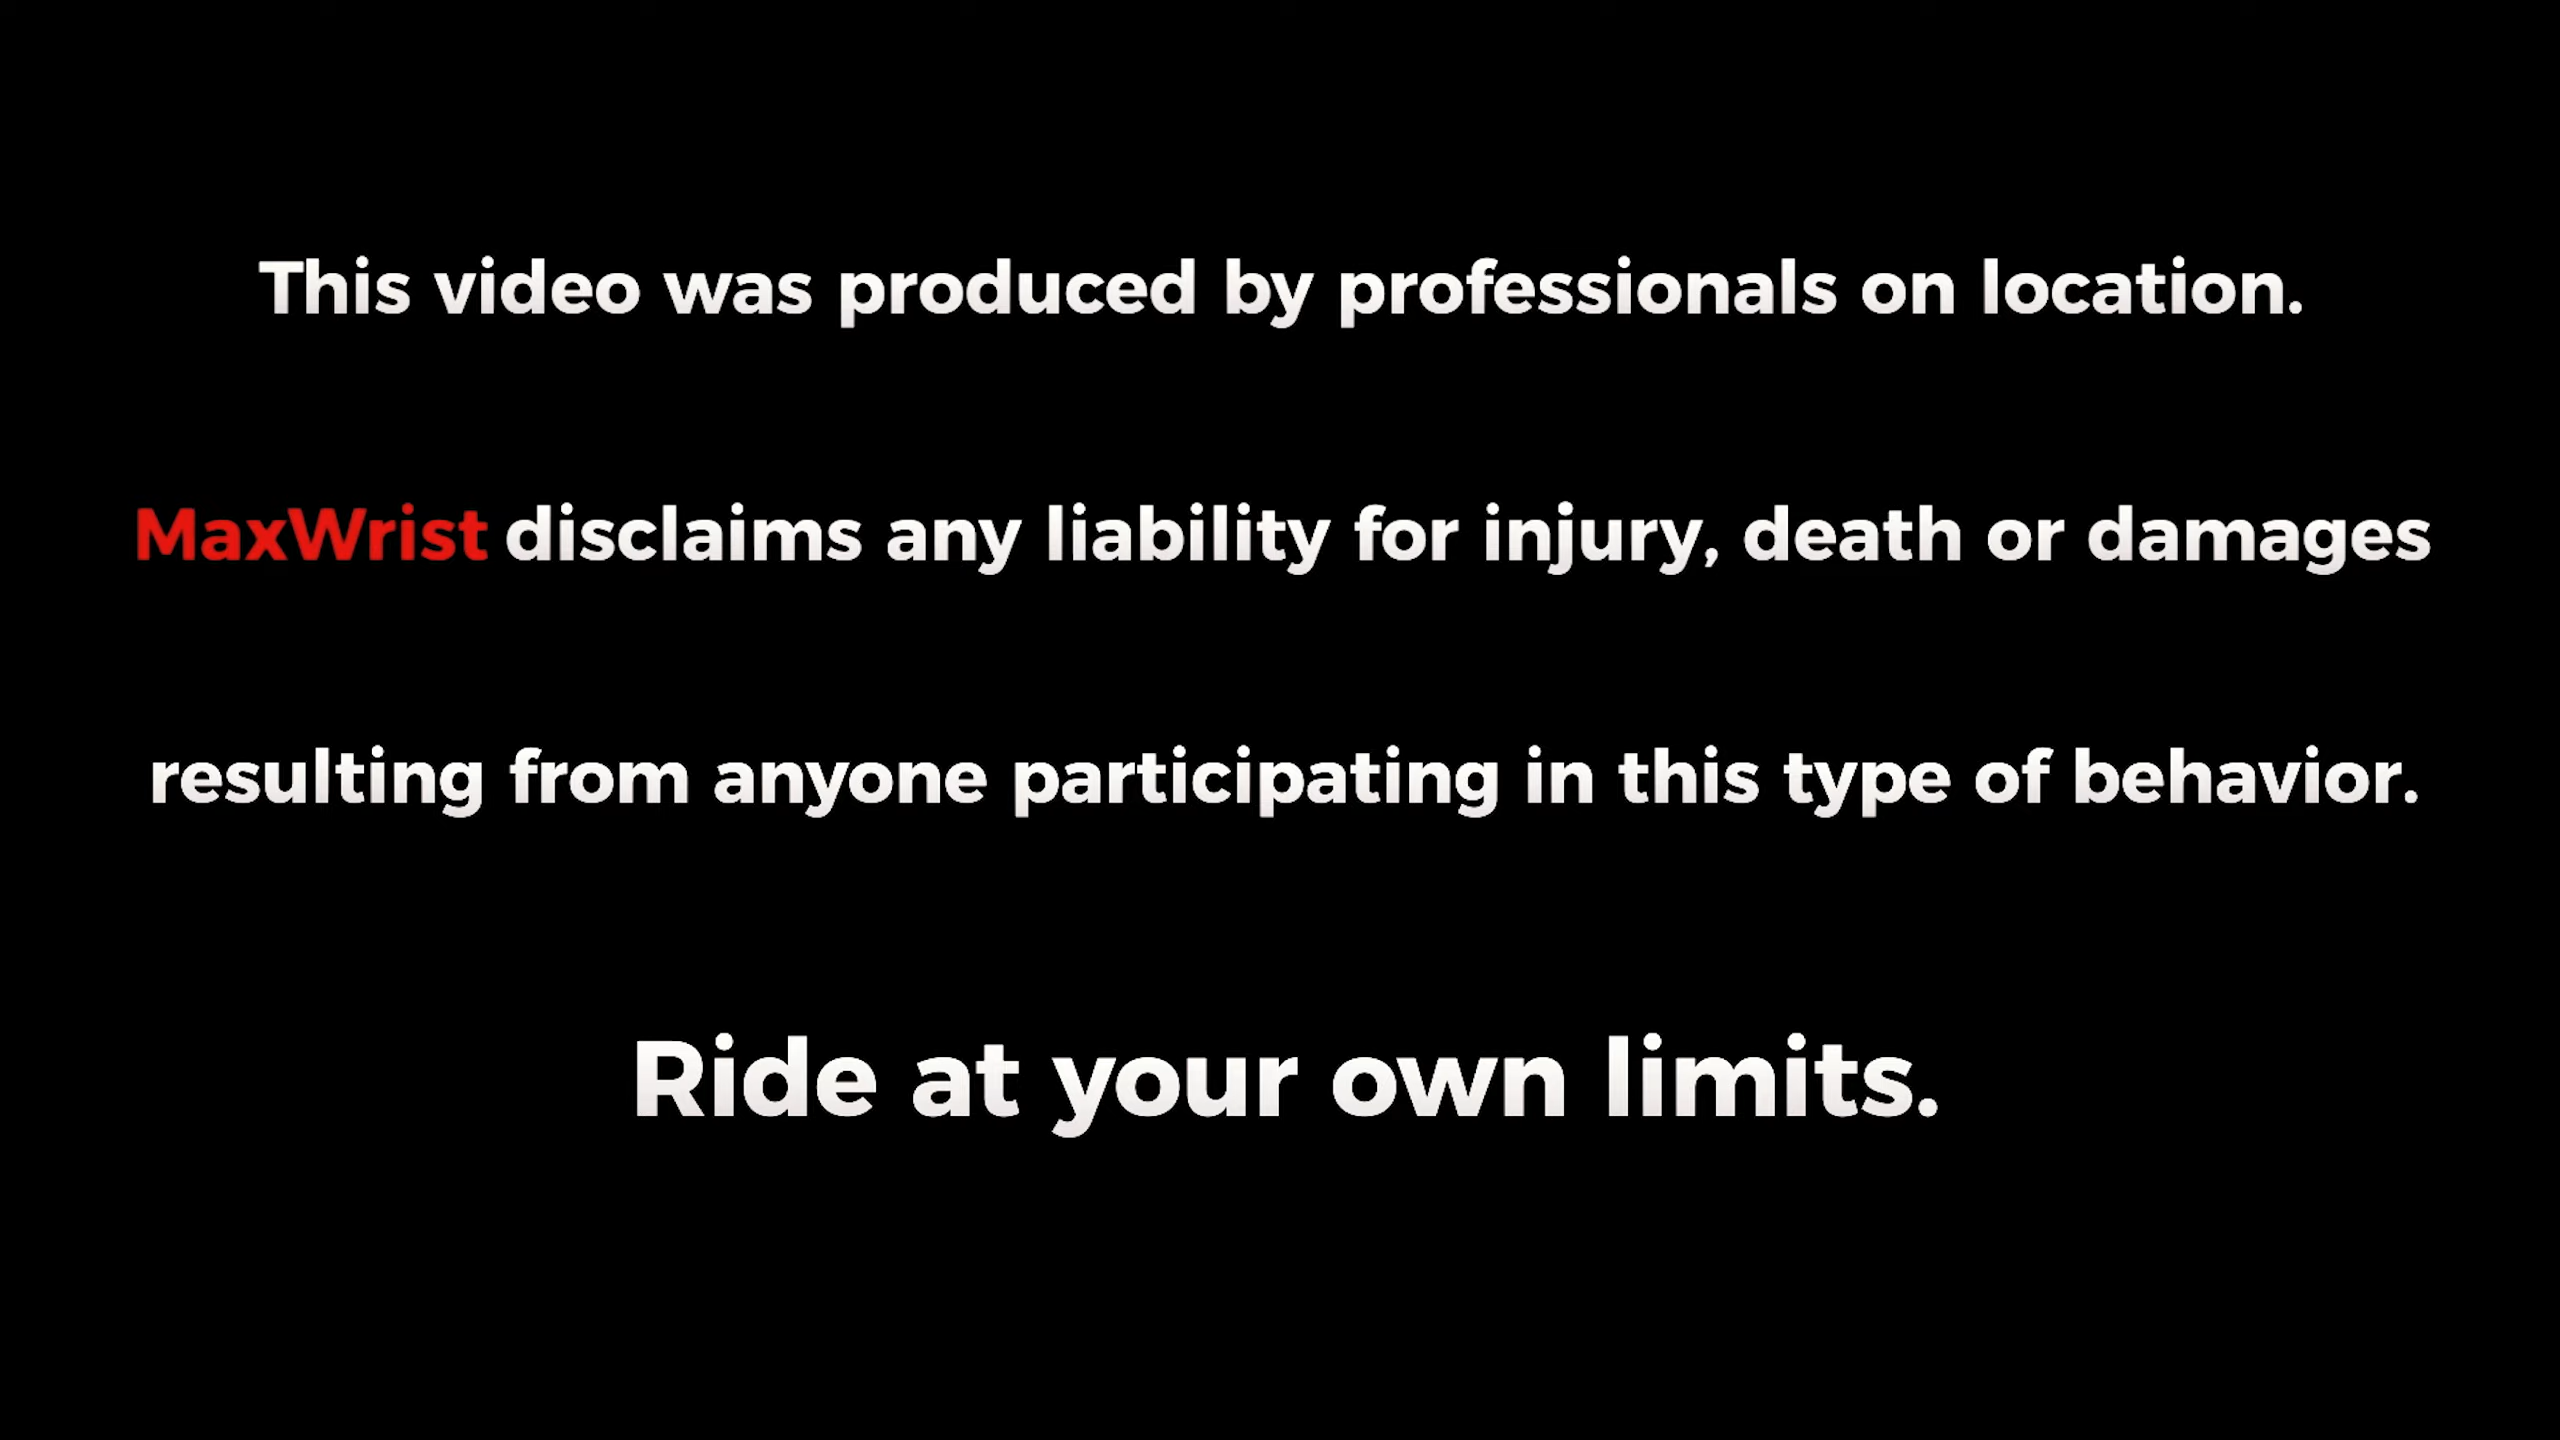 This video was produced by professionals on location.
MaxWrist disclaims any liability for injury, death or damages
resulting from anyone participating in this type of behavior.
Ride at your own limits.